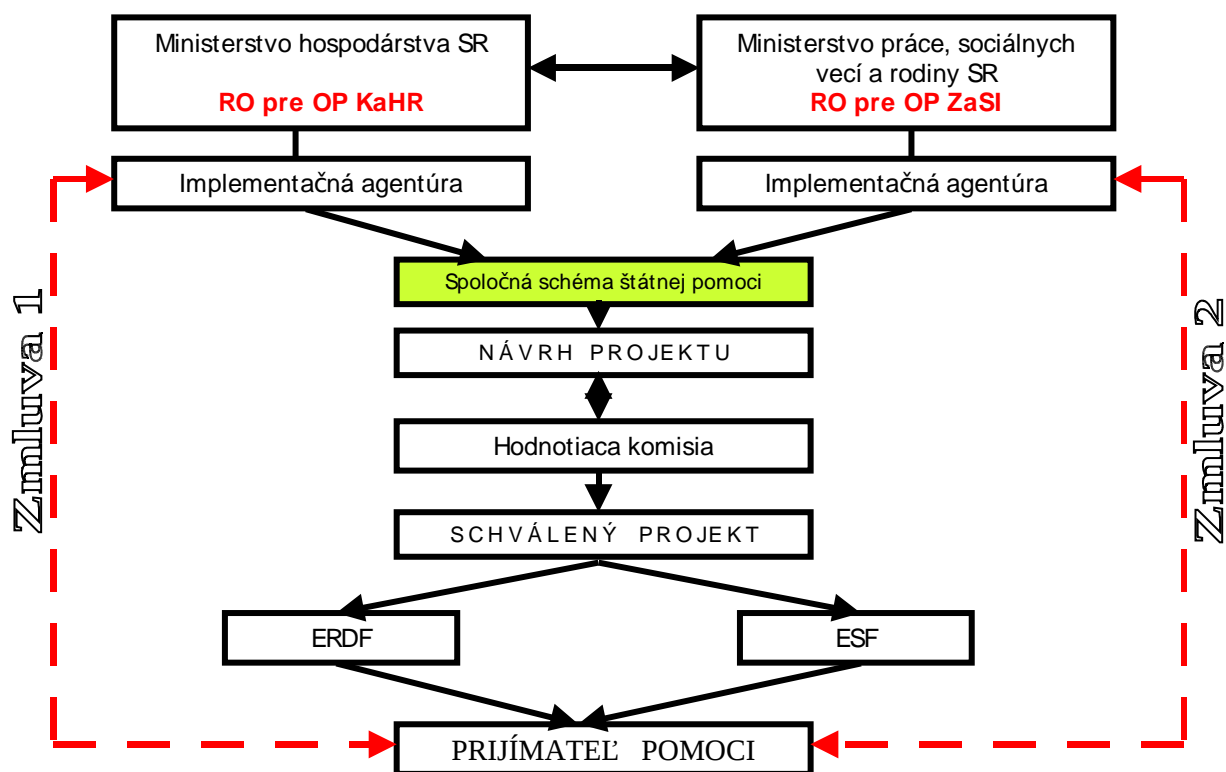 Ministerstvo hospodárstva SR
RO pre OP KaHR
Ministerstvo práce, sociálnych
vecí a rodiny SR
RO pre OP ZaSI
Implementačná agentúra
Implementačná agentúra
Spoločná schéma štátnej pomoci
NÁVRH PROJEKTU
Hodnotiaca komisia
SCHVÁLENÝ PROJEKT
ERDF
ESF
PRIJÍMATEĽ POMOCI
Zmluva 1
Zmluva 2